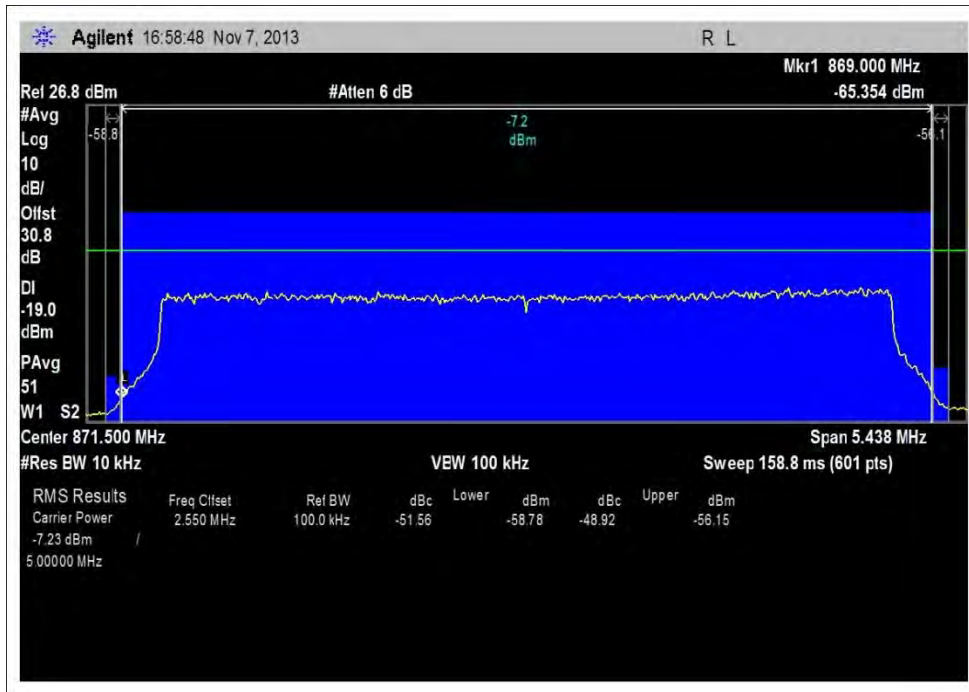 Agilent 16:58:48 Nov 7, 2013 R L
Mkr1 869.000 MHz
Ref 26.8 dBm #Atten 6 dB -65.354 dBm
#Avg
Log
10
dB/
Offst
30.8
dB
DI
-19.0
dBm
PAvg
51
W1 S2
-58.8
-7.2
dBm
-56.1
1
Center 871.500 MHz Span 5.438 MHz
#Res BW 10 kHz VBW 100 kHz Sweep 158.8 ms (601 pts)
RMS Results Freq Offset Ref BW dBc Lower dBm dBc Upper dBm
Carrier Power 2.550 MHz 100.0 kHz -51.56 -58.78 -48.92 -56.15
-7.23 dBm /
5.00000 MHz